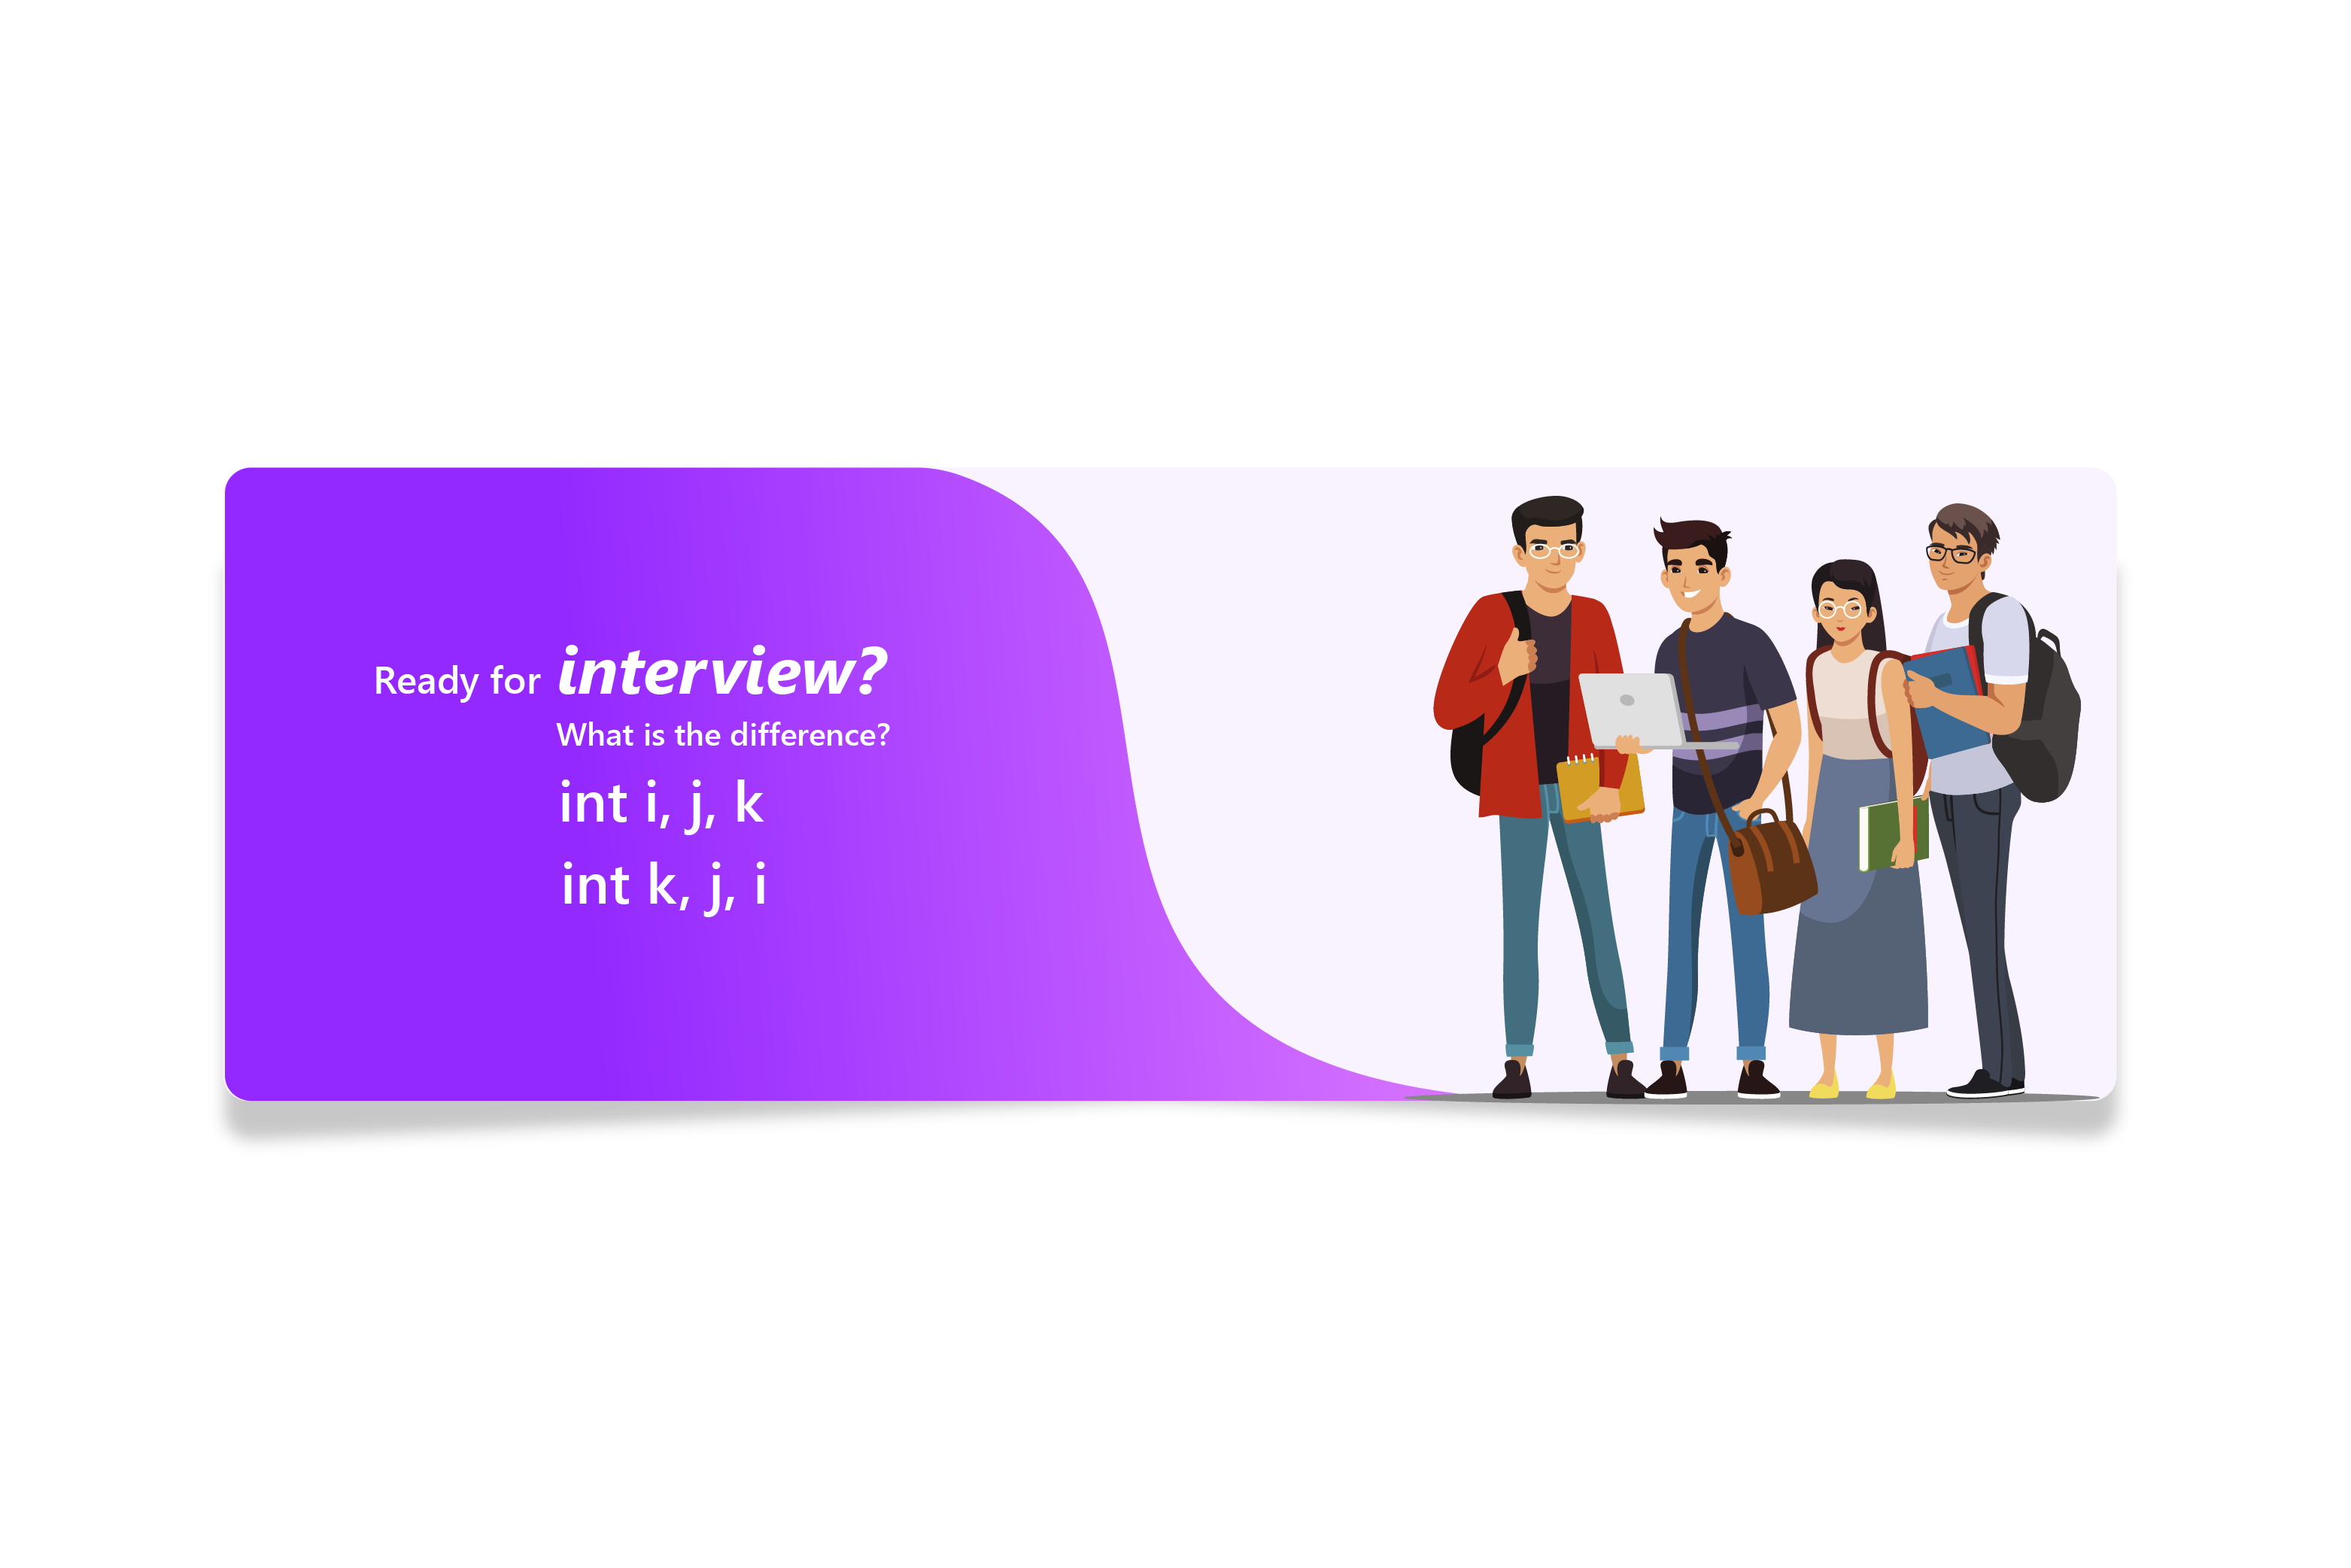 Ready for interview?
What is the difference?
int i, j, k
int k, j, i